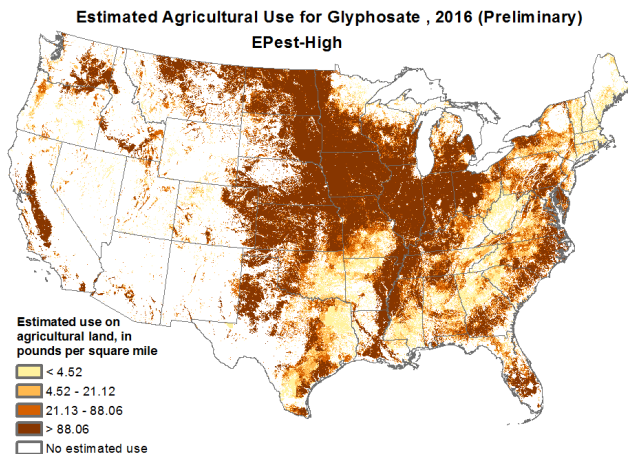 Estimated Agricultural Use for Glyphosate , 2016 (Preliminary)
EPest-High
Estimated use on
agricultural land, in
pounds per square mile
< 4.52
4.52 - 21.12
21.13 - 88.06
> 88.06
No estimated use